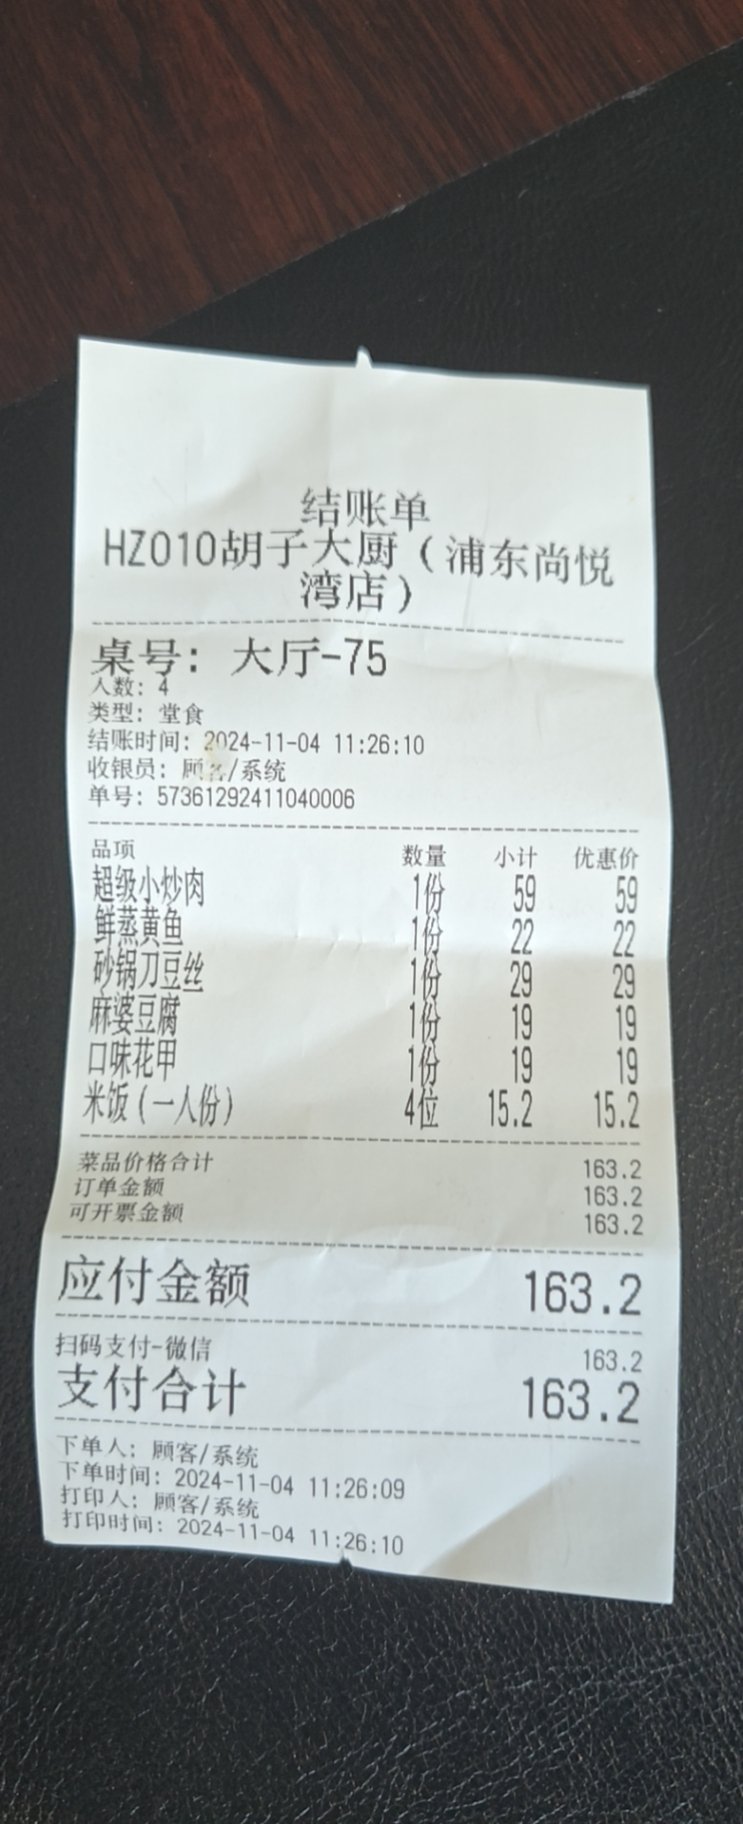 结账单
HZ010胡子大厨（浦东尚悦
湾店）
桌号: 大厅-75
人数: 4
类型: 堂食
结账时间: 2024-11-04 11:26:10
收银员: 顾客/系统
单号: 57361292411040006
品项 数量 小计 优惠价
超级小炒肉 1份 59 59
鲜蒸黄鱼 1份 22 22
砂锅刀豆丝 1份 29 29
麻婆豆腐 1份 19 19
口味花甲 1份 19 19
米饭（一人份） 4位 15.2 15.2
菜品价格合计 163.2
订单金额 163.2
可开票金额 163.2
应付金额 163.2
扫码支付-微信 163.2
支付合计 163.2
下单人: 顾客/系统
下单时间: 2024-11-04 11:26:09
打印人: 顾客/系统
打印时间: 2024-11-04 11:26:10